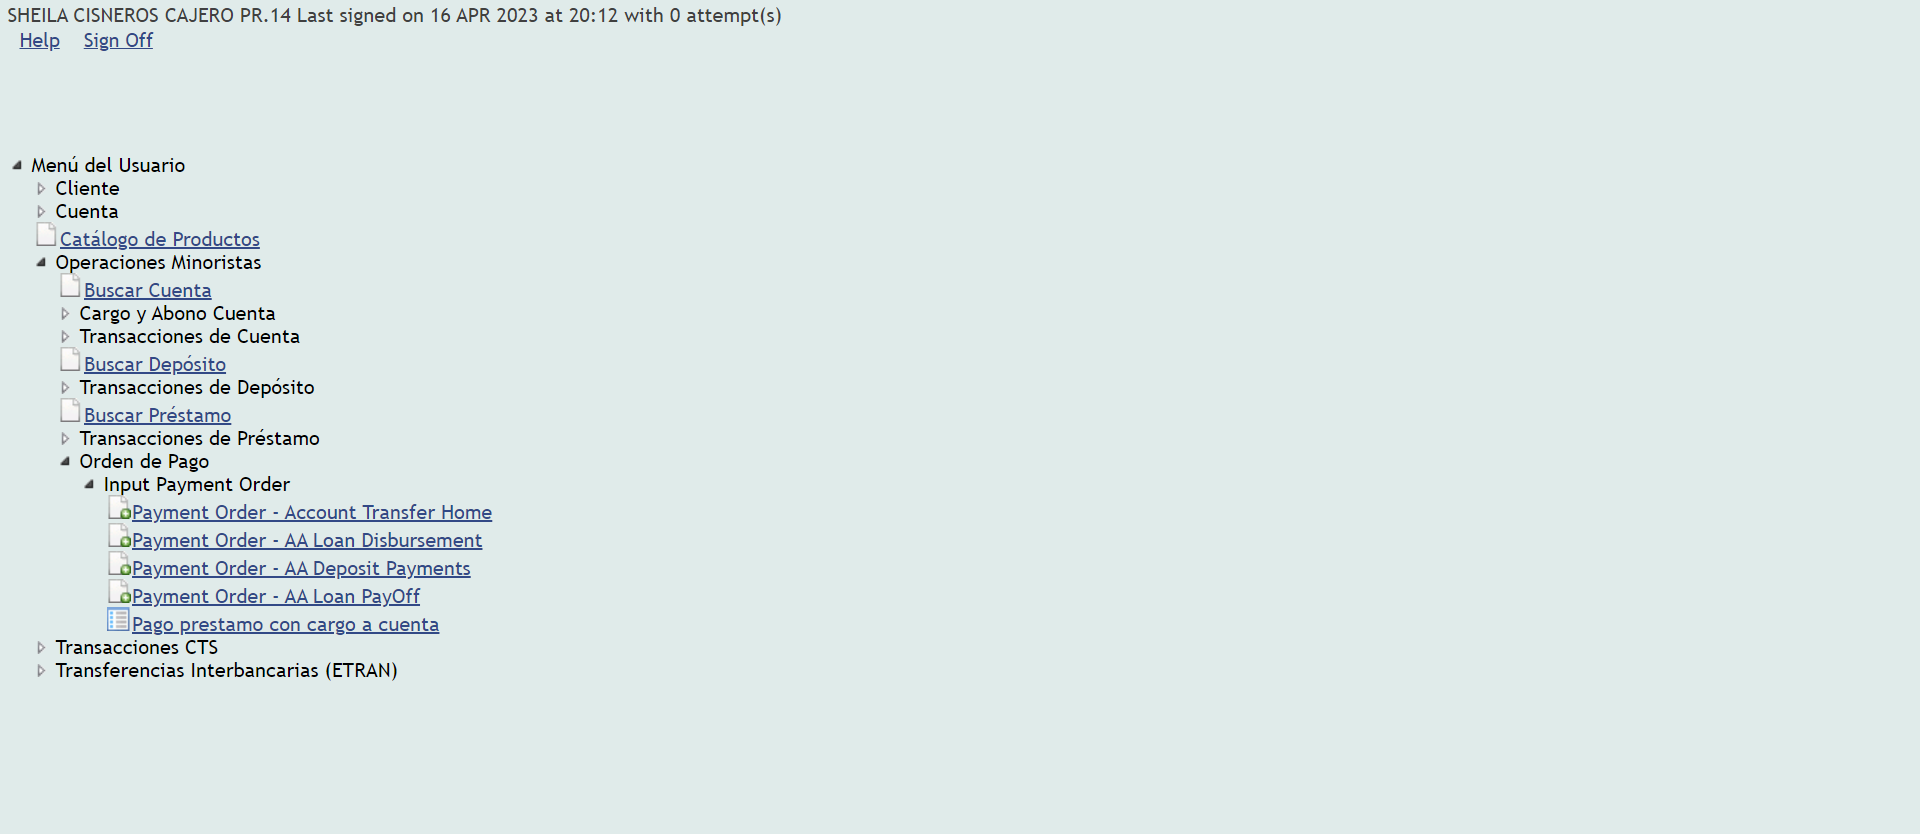 SHEILA CISNEROS CAJERO PR.14 Last signed on 16 APR 2023 at 20:12 with 0 attempt(s)
Help Sign Off
Menú del Usuario
Cliente
Cuenta
Catálogo de Productos
Operaciones Minoristas
Buscar Cuenta
Cargo y Abono Cuenta
Transacciones de Cuenta
Buscar Depósito
Transacciones de Depósito
Buscar Préstamo
Transacciones de Préstamo
Orden de Pago
Input Payment Order
Payment Order - Account Transfer Home
Payment Order - AA Loan Disbursement
Payment Order - AA Deposit Payments
Payment Order - AA Loan PayOff
Pago prestamo con cargo a cuenta
Transacciones CTS
Transferencias Interbancarias (ETRAN)